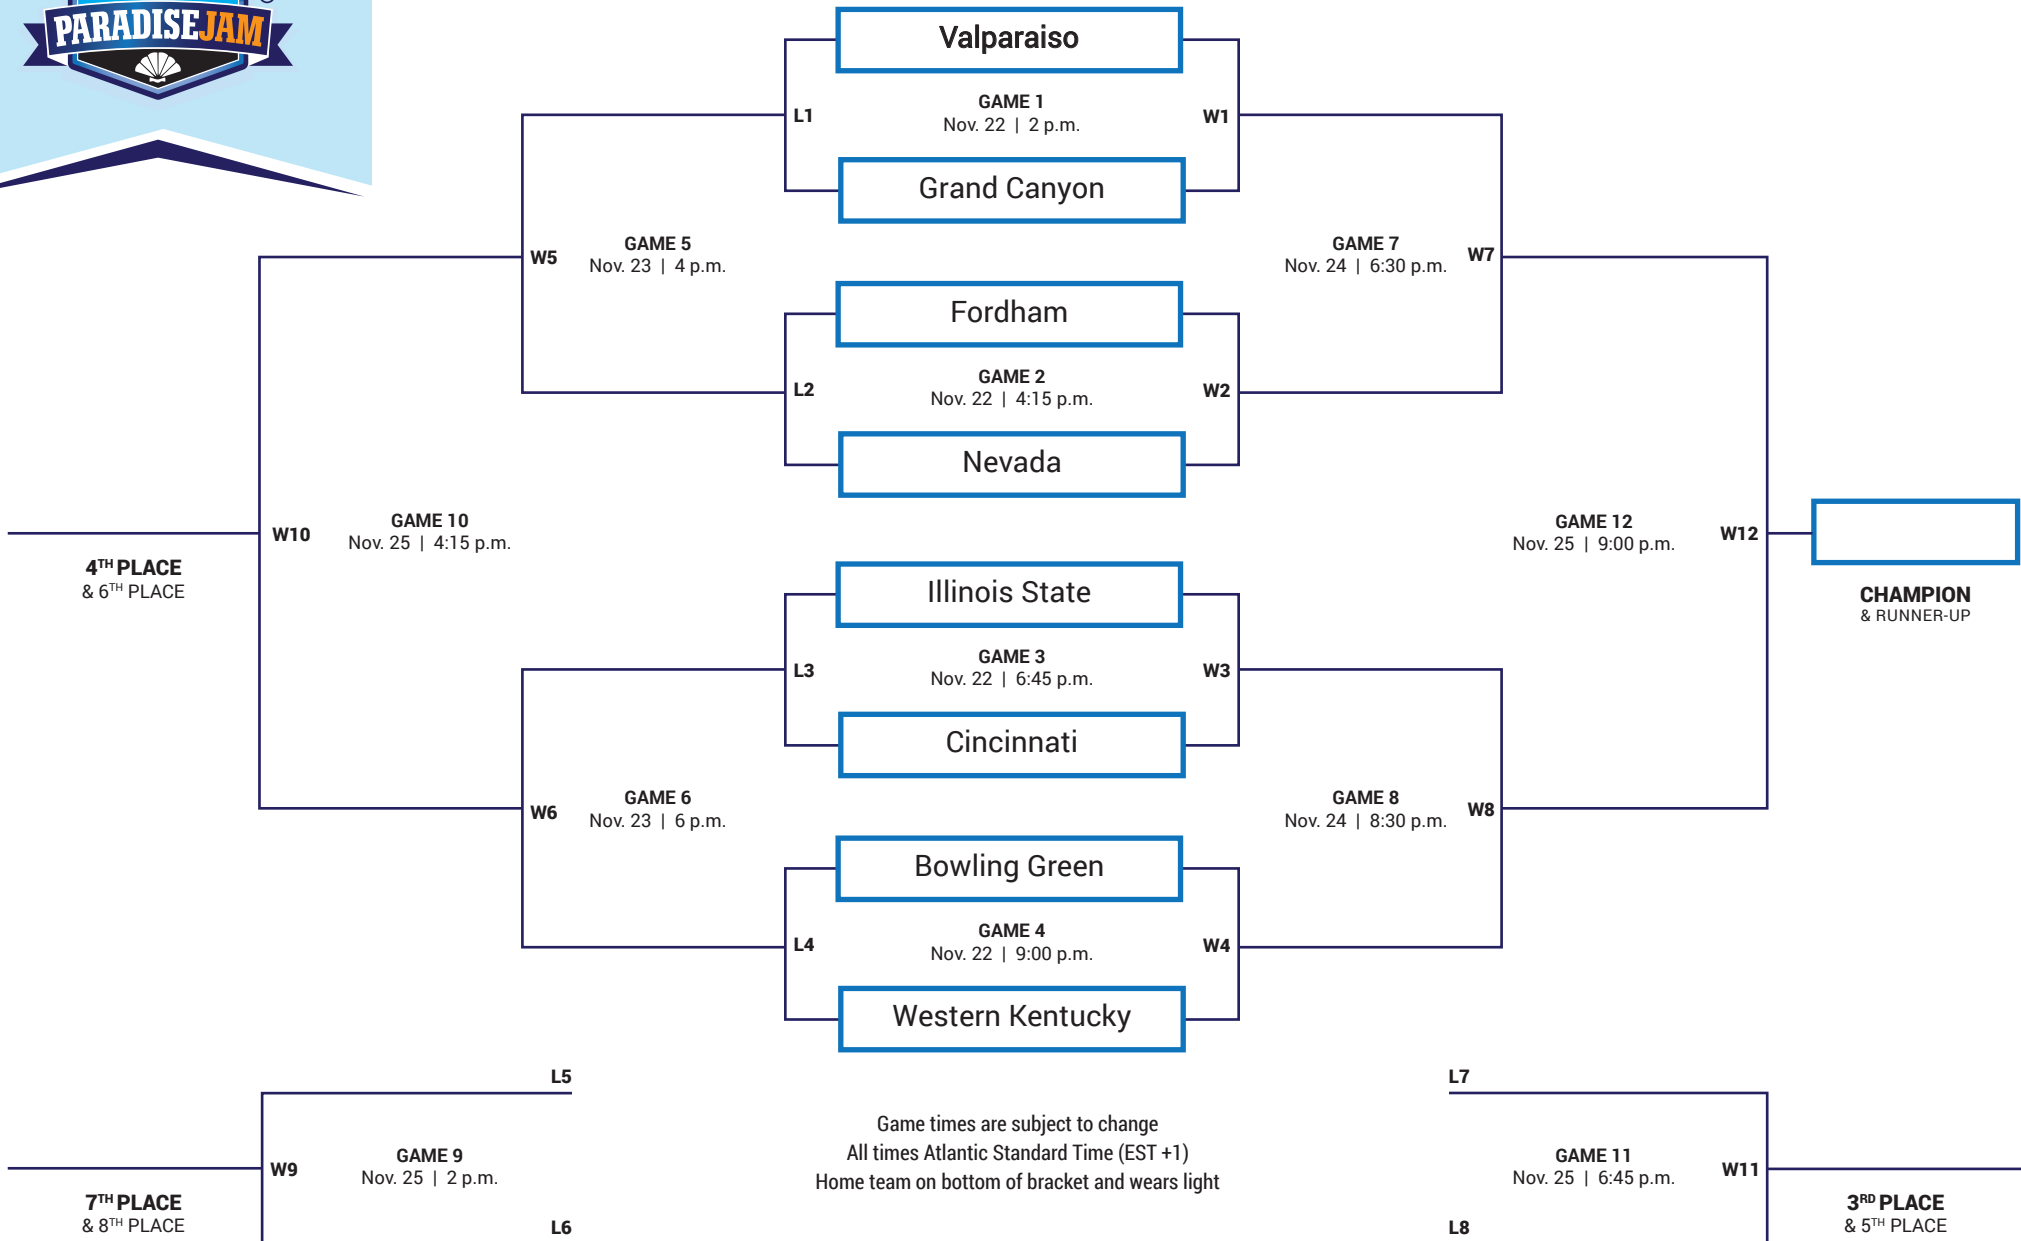 PARADISE JAM
Valparaiso
GAME 1
Nov. 22 | 2 p.m.
L1
W1
Grand Canyon
GAME 5
Nov. 23 | 4 p.m.
W5
GAME 7
Nov. 24 | 6:30 p.m.
W7
Fordham
GAME 2
Nov. 22 | 4:15 p.m.
L2
W2
Nevada
W10
GAME 10
Nov. 25 | 4:15 p.m.
4TH PLACE
& 6TH PLACE
GAME 12
Nov. 25 | 9:00 p.m.
W12
CHAMPION
& RUNNER-UP
Illinois State
GAME 3
Nov. 22 | 6:45 p.m.
L3
W3
Cincinnati
W6
GAME 6
Nov. 23 | 6 p.m.
GAME 8
Nov. 24 | 8:30 p.m.
W8
Bowling Green
GAME 4
Nov. 22 | 9:00 p.m.
L4
W4
Western Kentucky
L5
W9
GAME 9
Nov. 25 | 2 p.m.
7TH PLACE
& 8TH PLACE
L6
Game times are subject to change
All times Atlantic Standard Time (EST +1)
Home team on bottom of bracket and wears light
L7
GAME 11
Nov. 25 | 6:45 p.m.
W11
3RD PLACE
& 5TH PLACE
L8